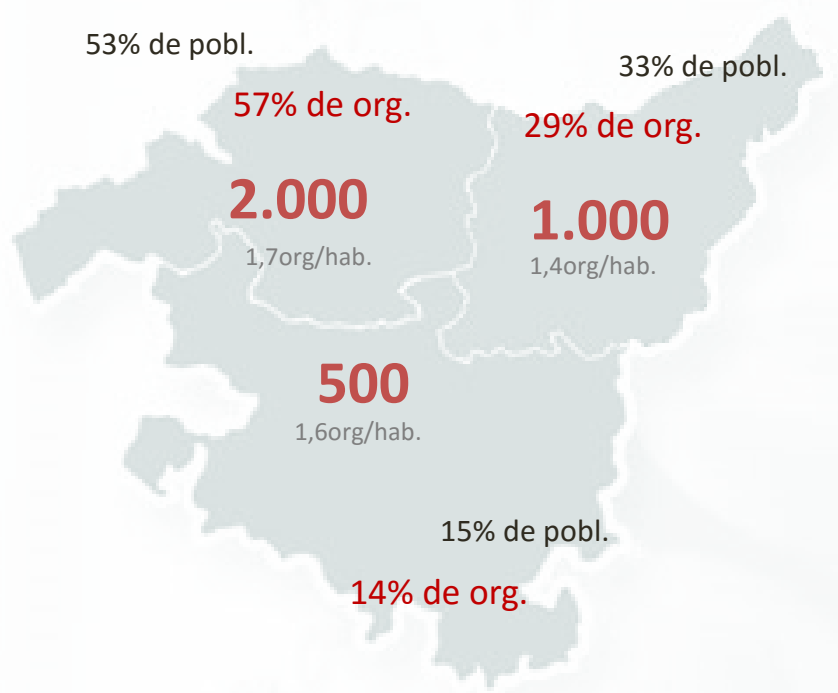 53% de pobl.
57% de org.
2.000
1,7org/hab.
33% de pobl.
29% de org.
1.000
1,4org/hab.
500
1,6org/hab.
15% de pobl.
14% de org.